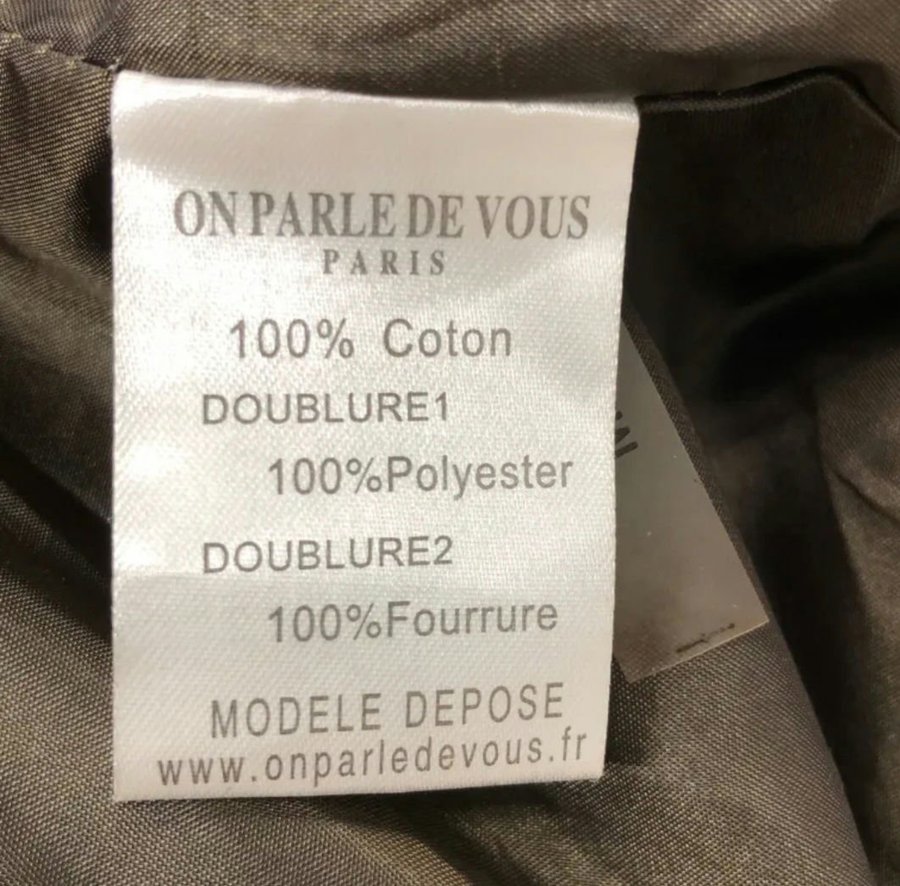 ON PARLE DE VOUS
PARIS
100% Coton
DOUBLURE1
100%Polyester
DOUBLURE2
100%Fourrure
MODELE DEPOSE
www.onparledevous.fr